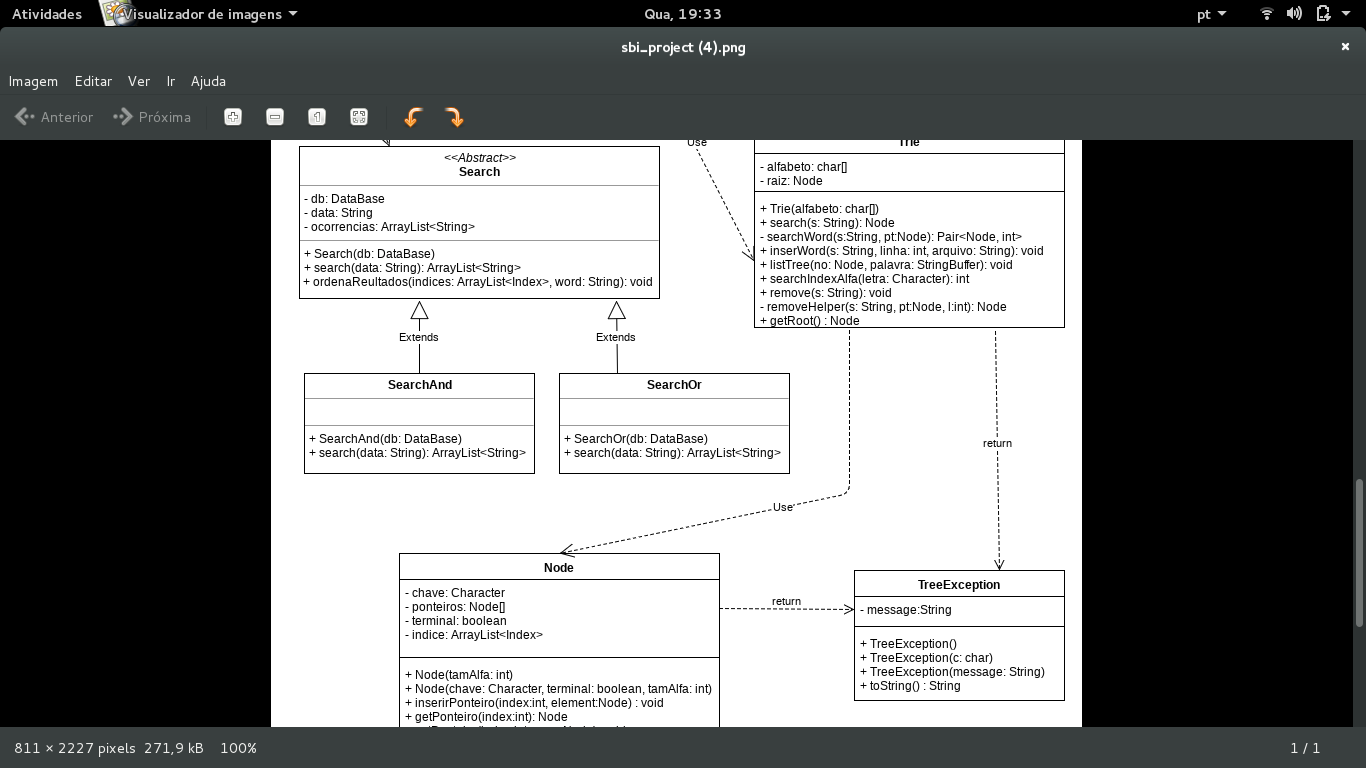 Atividades
Visualizador de imagens
Qua, 19:33
pt
sbi_project (4).png
Imagem Editar Ver Ir Ajuda
Anterior
Próxima
<<Abstract>>
Search
- db: DataBase
- data: String
- ocorrencias: ArrayList<String>
+ Search(db: DataBase)
+ search(data: String): ArrayList<String>
+ ordenaReultados(indices: ArrayList<Index>, word: String): void
Use
Trie
- alfabeto: char[]
- raiz: Node
+ Trie(alfabeto: char[])
+ search(s: String): Node
- searchWord(s:String, pt:Node): Pair<Node, int>
+ inserWord(s: String, linha: int, arquivo: String): void
+ listTree(no: Node, palavra: StringBuffer): void
+ searchIndexAlfa(letra: Character): int
+ remove(s: String): void
- removeHelper(s: String, pt:Node, l:int): Node
+ getRoot() : Node
Extends
Extends
SearchAnd
+ SearchAnd(db: DataBase)
+ search(data: String): ArrayList<String>
SearchOr
+ SearchOr(db: DataBase)
+ search(data: String): ArrayList<String>
return
Use
Node
- chave: Character
- ponteiros: Node[]
- terminal: boolean
- indice: ArrayList<Index>
+ Node(tamAlfa: int)
+ Node(chave: Character, terminal: boolean, tamAlfa: int)
+ inserirPonteiro(index:int, element:Node) : void
+ getPonteiro(index:int): Node
return
TreeException
- message:String
+ TreeException()
+ TreeException(c: char)
+ TreeException(message: String)
+ toString() : String
811 × 2227 pixels 271,9 kB 100%
1 / 1